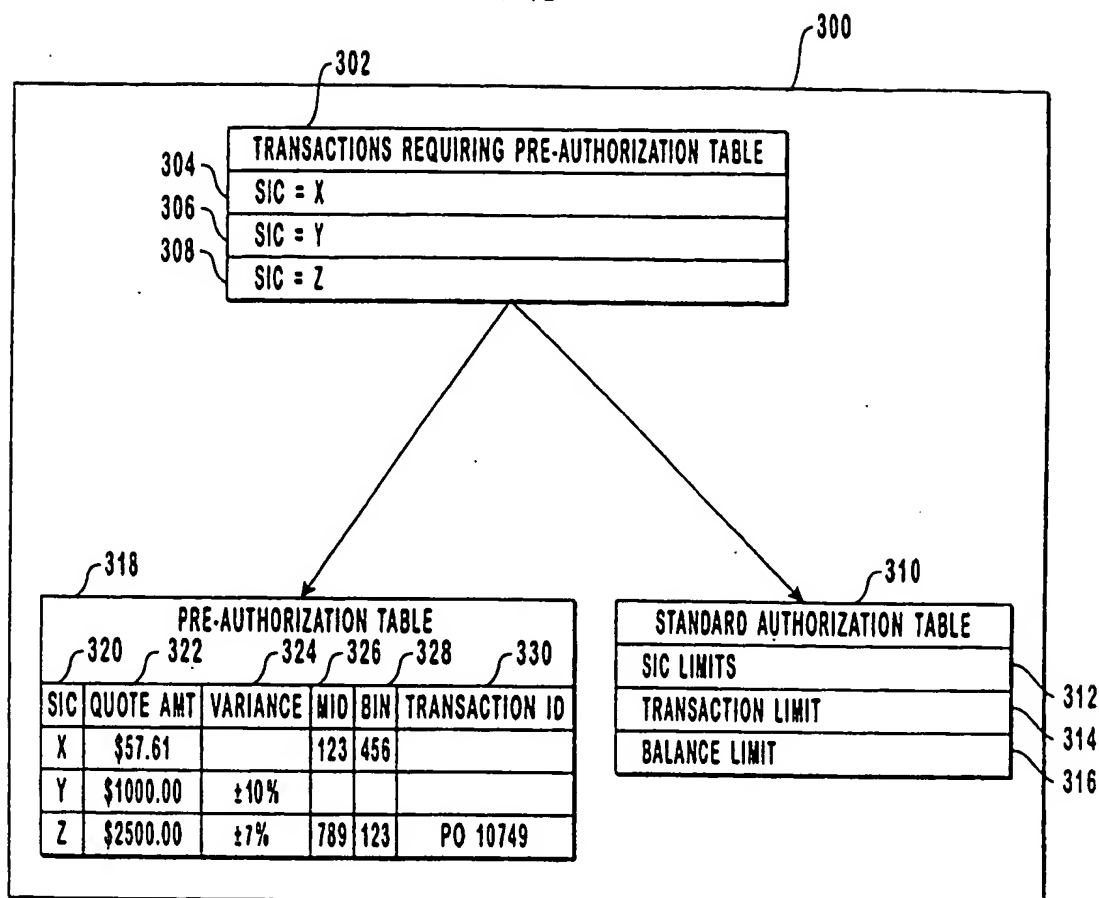 300
302
TRANSACTIONS REQUIRING PRE-AUTHORIZATION TABLE
304
SIC = X
306
SIC = Y
308
SIC = Z
318
PRE-AUTHORIZATION TABLE
320 322 324 326 328 330
SIC QUOTE AMT VARIANCE MID BIN TRANSACTION ID
X $57.61 123 456
Y $1000.00 ±10%
Z $2500.00 ±7% 789 123 PO 10749
310
STANDARD AUTHORIZATION TABLE
SIC LIMITS
312
TRANSACTION LIMIT
314
BALANCE LIMIT
316